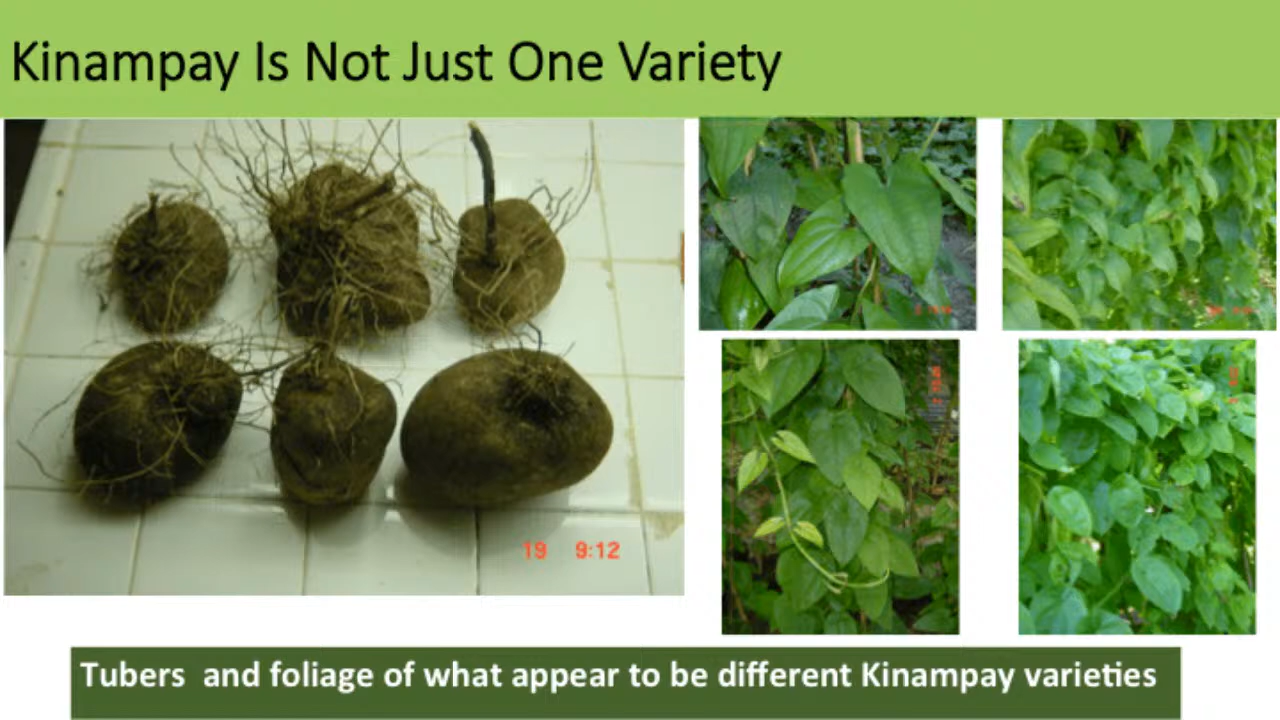 Kinampay Is Not Just One Variety
19 9:12
Tubers and foliage of what appear to be different Kinampay varieties